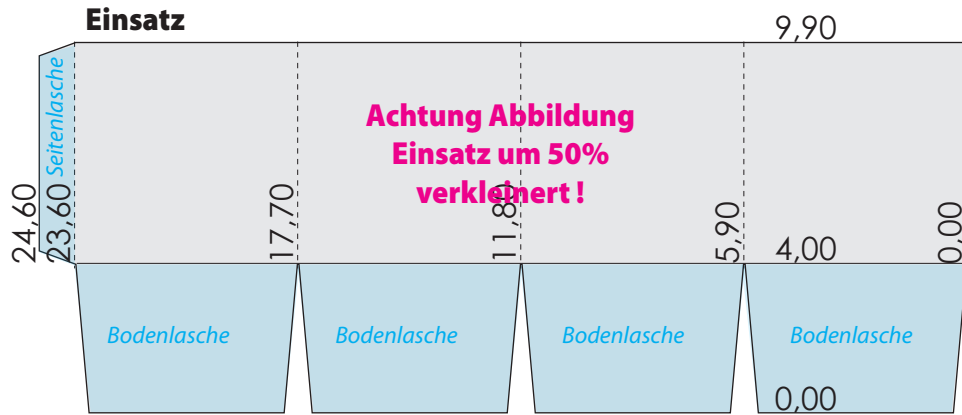 Einsatz
9,90
Seitenlasche
Achtung Abbildung
Einsatz um 50%
verkleinert !
24,60
23,60
17,70
11,80
5,90
4,00
0,00
Bodenlasche
Bodenlasche
Bodenlasche
Bodenlasche
0,00